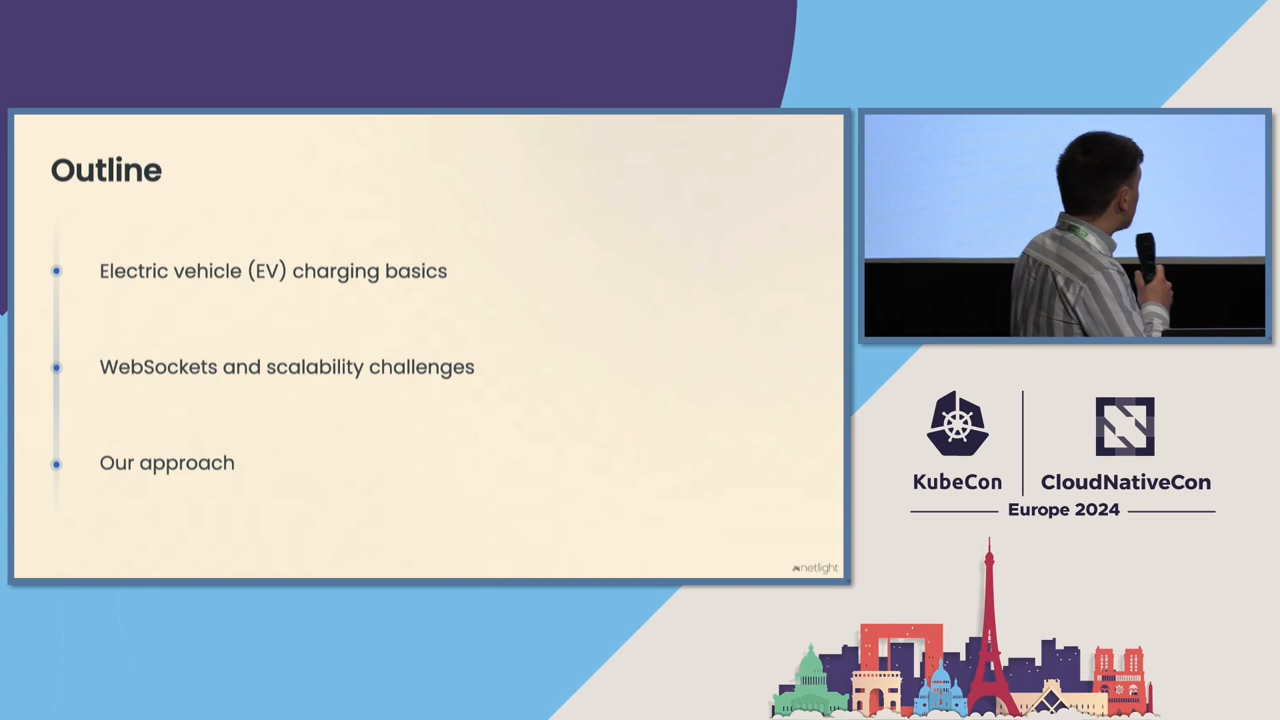 Outline
Electric vehicle (EV) charging basics
WebSockets and scalability challenges
Our approach
netlight
KubeCon
CloudNativeCon
Europe 2024